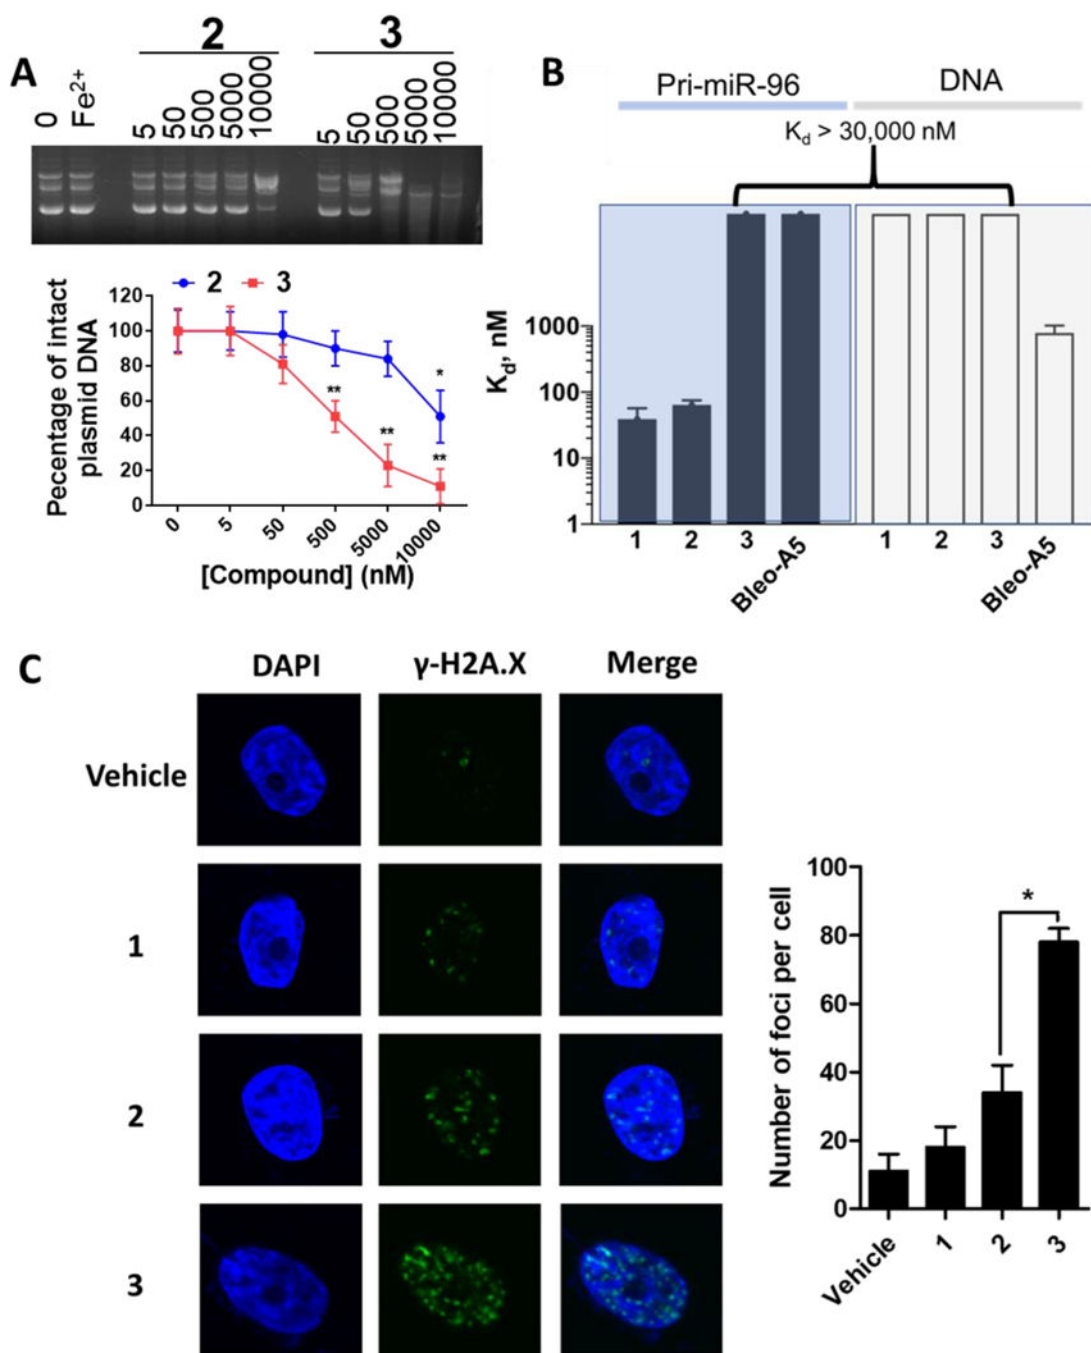 A
2 3
0 Fe2+ 5 50 500 5000 10000 5 50 500 5000 10000
2 3
Pecentage of intact
plasmid DNA
120
100
80
60
40
20
0
*
**
**
**
0 5 50 500 5000 10000
[Compound] (nM)
B
Pri-miR-96 DNA
Kd > 30,000 nM
Kd, nM
1000
100
10
1
1 2 3 Bleo-A5 1 2 3 Bleo-A5
C
DAPI γ-H2A.X Merge
Vehicle
1
2
3
Number of foci per cell
100
80
60
40
20
0
*
Vehicle 1 2 3